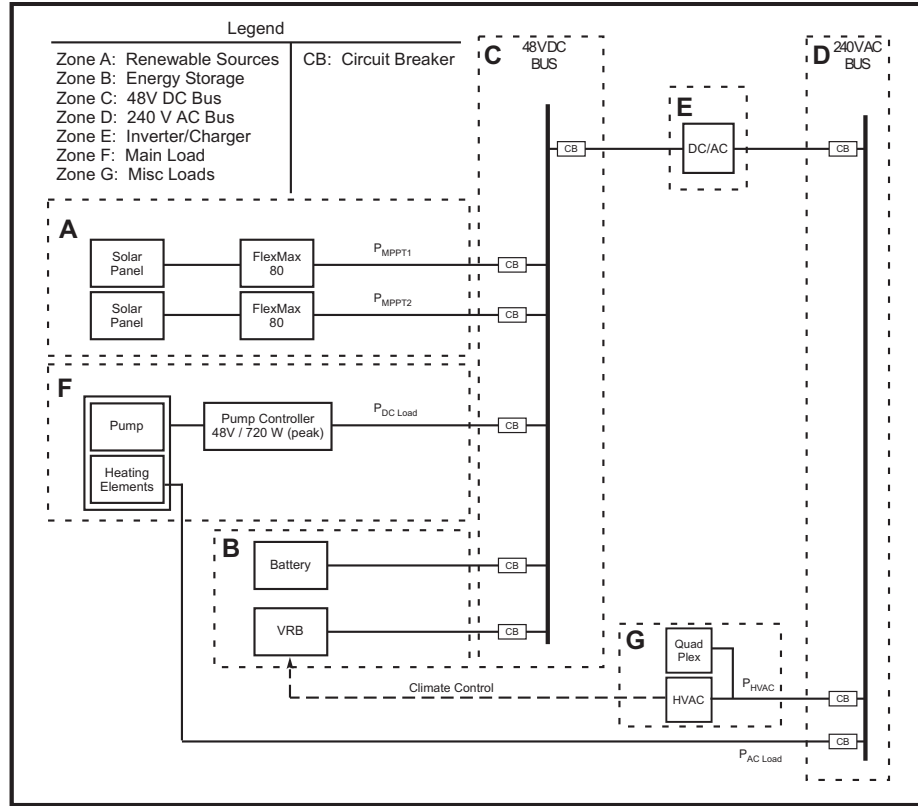 Legend
Zone A: Renewable Sources
Zone B: Energy Storage
Zone C: 48V DC Bus
Zone D: 240 V AC Bus
Zone E: Inverter/Charger
Zone F: Main Load
Zone G: Misc Loads
CB: Circuit Breaker
C
48VDC
BUS
D
240VAC
BUS
E
CB
DC/AC
CB
A
Solar
Panel
FlexMax
80
PMPPT1
CB
Solar
Panel
FlexMax
80
PMPPT2
CB
F
Pump
Pump Controller
48V / 720 W (peak)
PDC Load
CB
Heating
Elements
B
Battery
CB
VRB
CB
G
Quad
Plex
Climate Control
HVAC
PHVAC
CB
CB
PAC Load